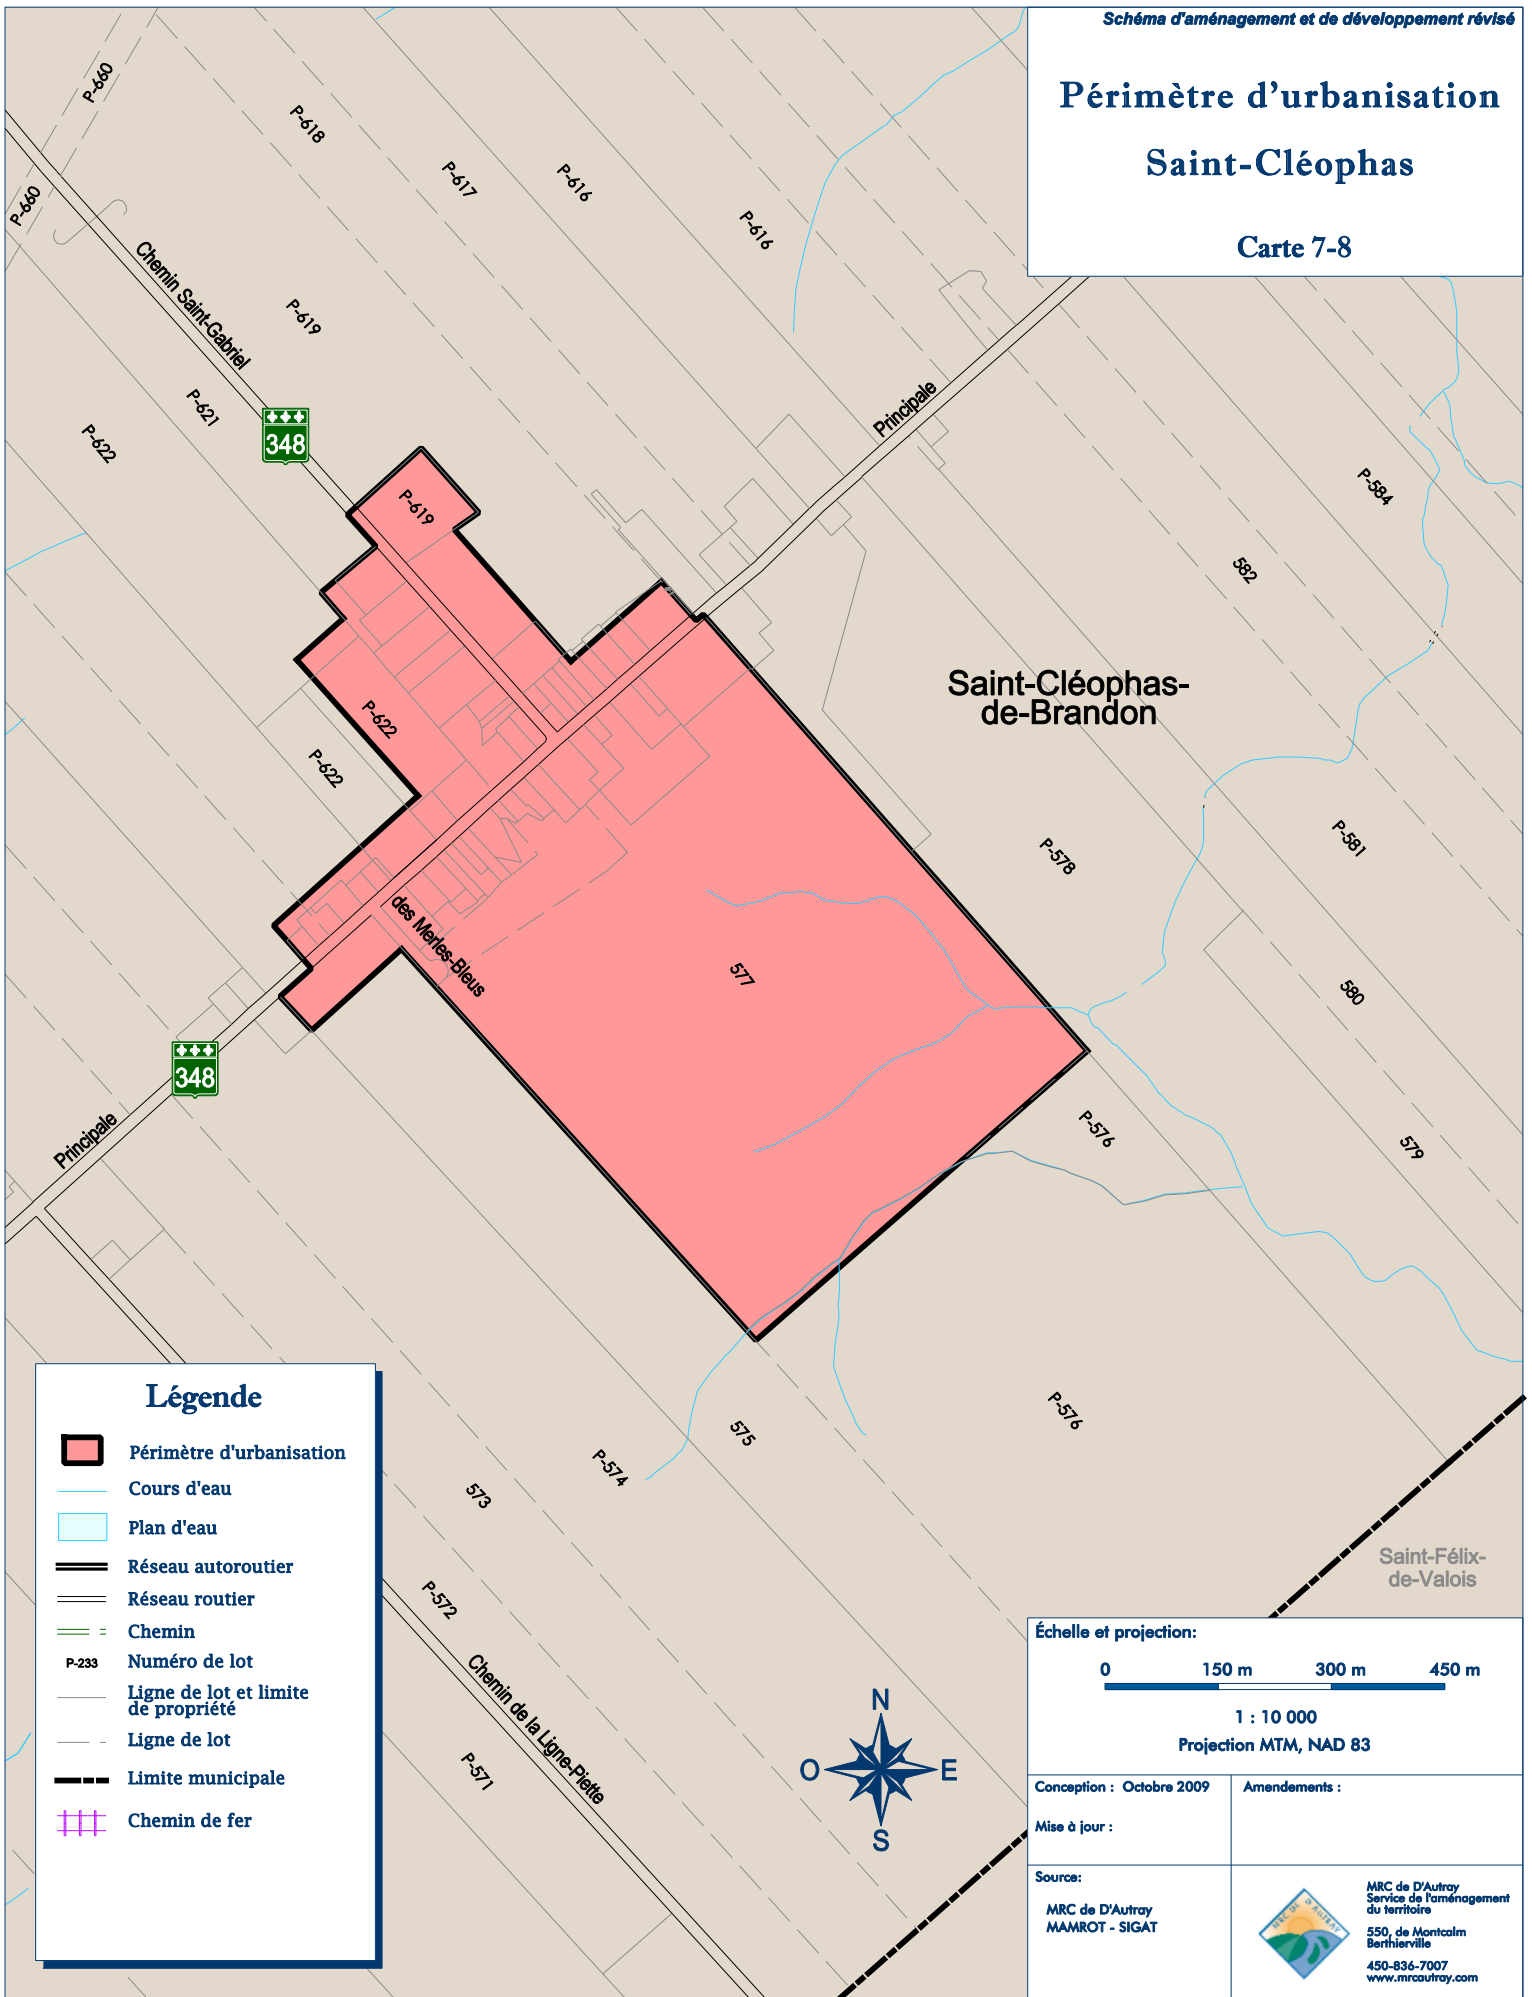 Schéma d'aménagement et de développement révisé
Périmètre d'urbanisation
Saint-Cléophas
Carte 7-8
P-660
P-618
P-617
P-616
P-616
P-660
Chemin Saint-Gabriel
P-619
P-621
P-622
348
Principale
P-619
P-584
582
Saint-Cléophas-
de-Brandon
P-622
P-622
P-578
P-581
des Merles-Bleus
577
580
348
Principale
P-576
579
Légende
Périmètre d'urbanisation
Cours d'eau
Plan d'eau
Réseau autoroutier
Réseau routier
Chemin
P-233 Numéro de lot
Ligne de lot et limite
de propriété
Ligne de lot
Limite municipale
Chemin de fer
575
P-576
P-574
573
P-572
Chemin de la Ligne-Piette
P-571
Saint-Félix-
de-Valois
N
O E
S
Échelle et projection:
0 150 m 300 m 450 m
1 : 10 000
Projection MTM, NAD 83
Conception : Octobre 2009
Mise à jour :
Amendements :
Source:
MRC de D'Autray
MAMROT - SIGAT
MRC DE D'AUTRAY
MRC de D'Autray
Service de l'aménagement
du territoire
550, de Montcalm
Berthierville
450-836-7007
www.mrcautray.com